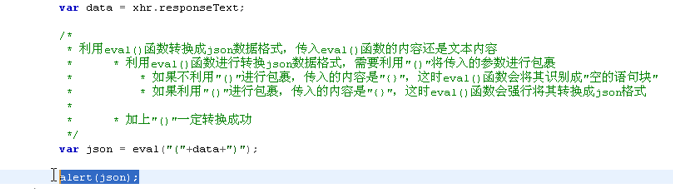 var data = xhr.responseText;
/*
* 利用eval()函数转换成json数据格式，传入eval()函数的内容还是文本内容
* * 利用eval()函数进行转换json数据格式，需要利用"()"将传入的参数进行包裹
* * 如果不利用"()"进行包裹，传入的内容是"{}"，这时eval()函数会将其识别成"空的语句块"
* * 如果利用"()"进行包裹，传入的内容是"{}"，这时eval()函数会强行将其转换成json格式
*
* * 加上"()"一定转换成功
*/
var json = eval("("+data+")");
alert(json);